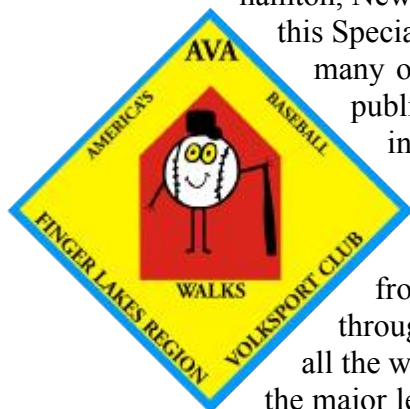 New
this Specia
many o
publi
in
fro
throug
all the w
the major le
AVA
AMERICA'S
BASEBALL
WALKS
FINGER LAKES REGION
VOLKSPORT CLUB